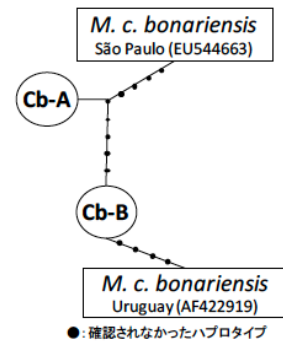 M. c. bonariensis
São Paulo (EU544663)
Cb-A
Cb-B
M. c. bonariensis
Uruguay (AF422919)
●: 確認されなかったハプロタイプ